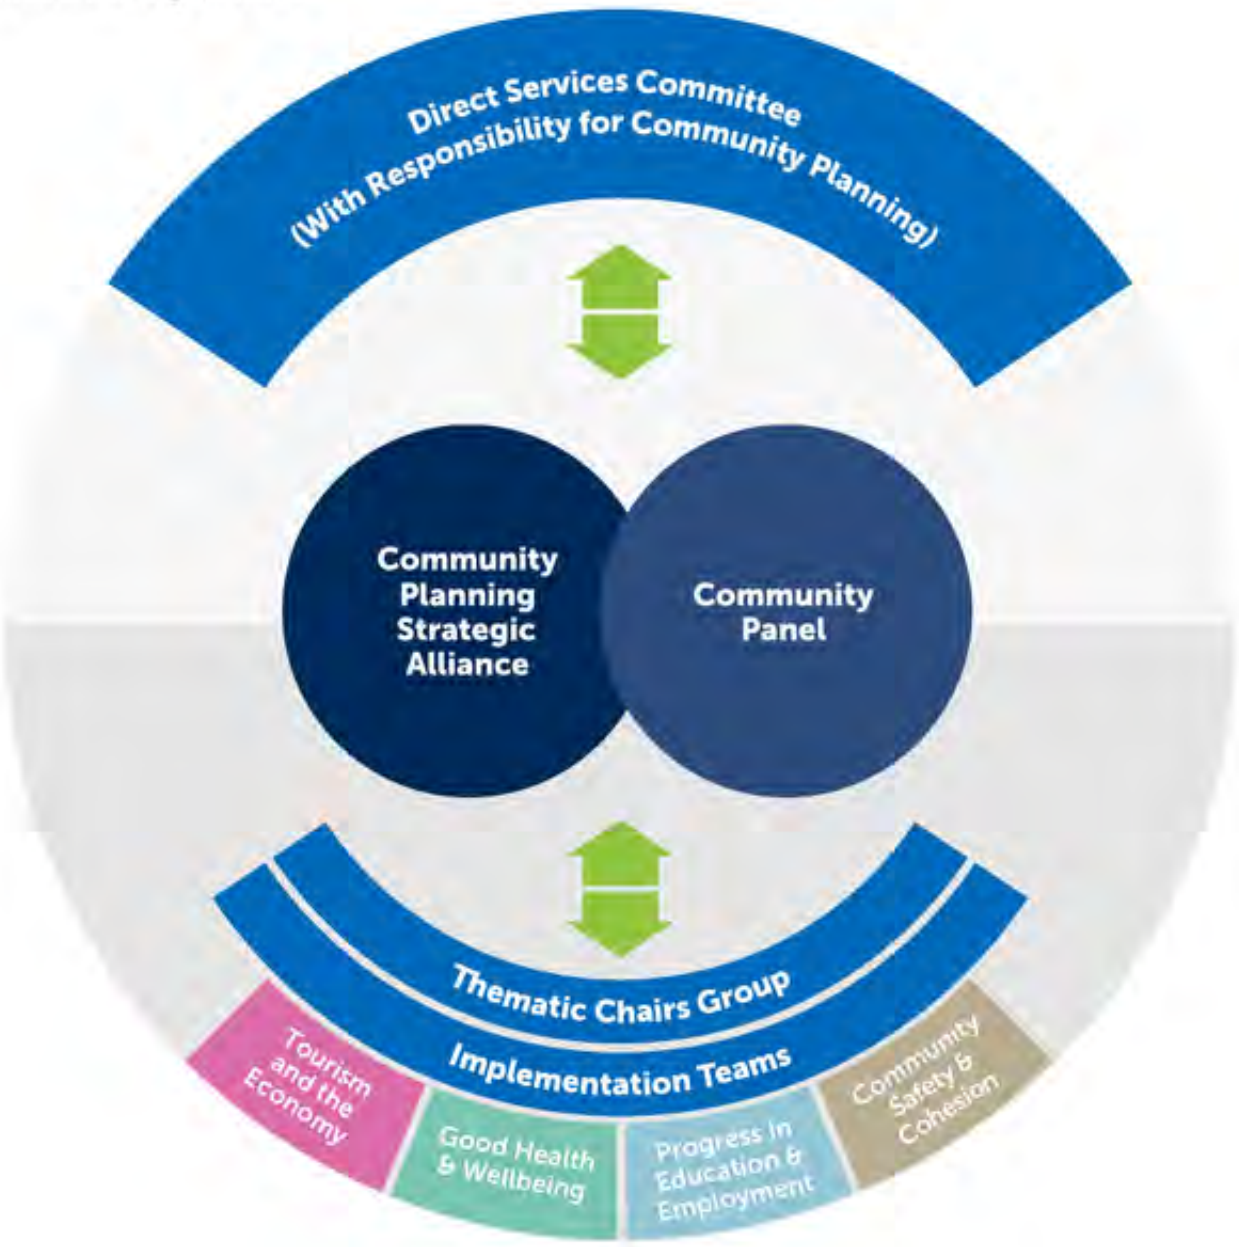 Direct Services Committee
(With Responsibility for Community Planning)
Community
Planning
Strategic
Alliance
Community
Panel
Thematic Chairs Group
Implementation Teams
Tourism
and the
Economy
Good Health
& Wellbeing
Progress in
Education &
Employment
Community
Safety &
Cohesion